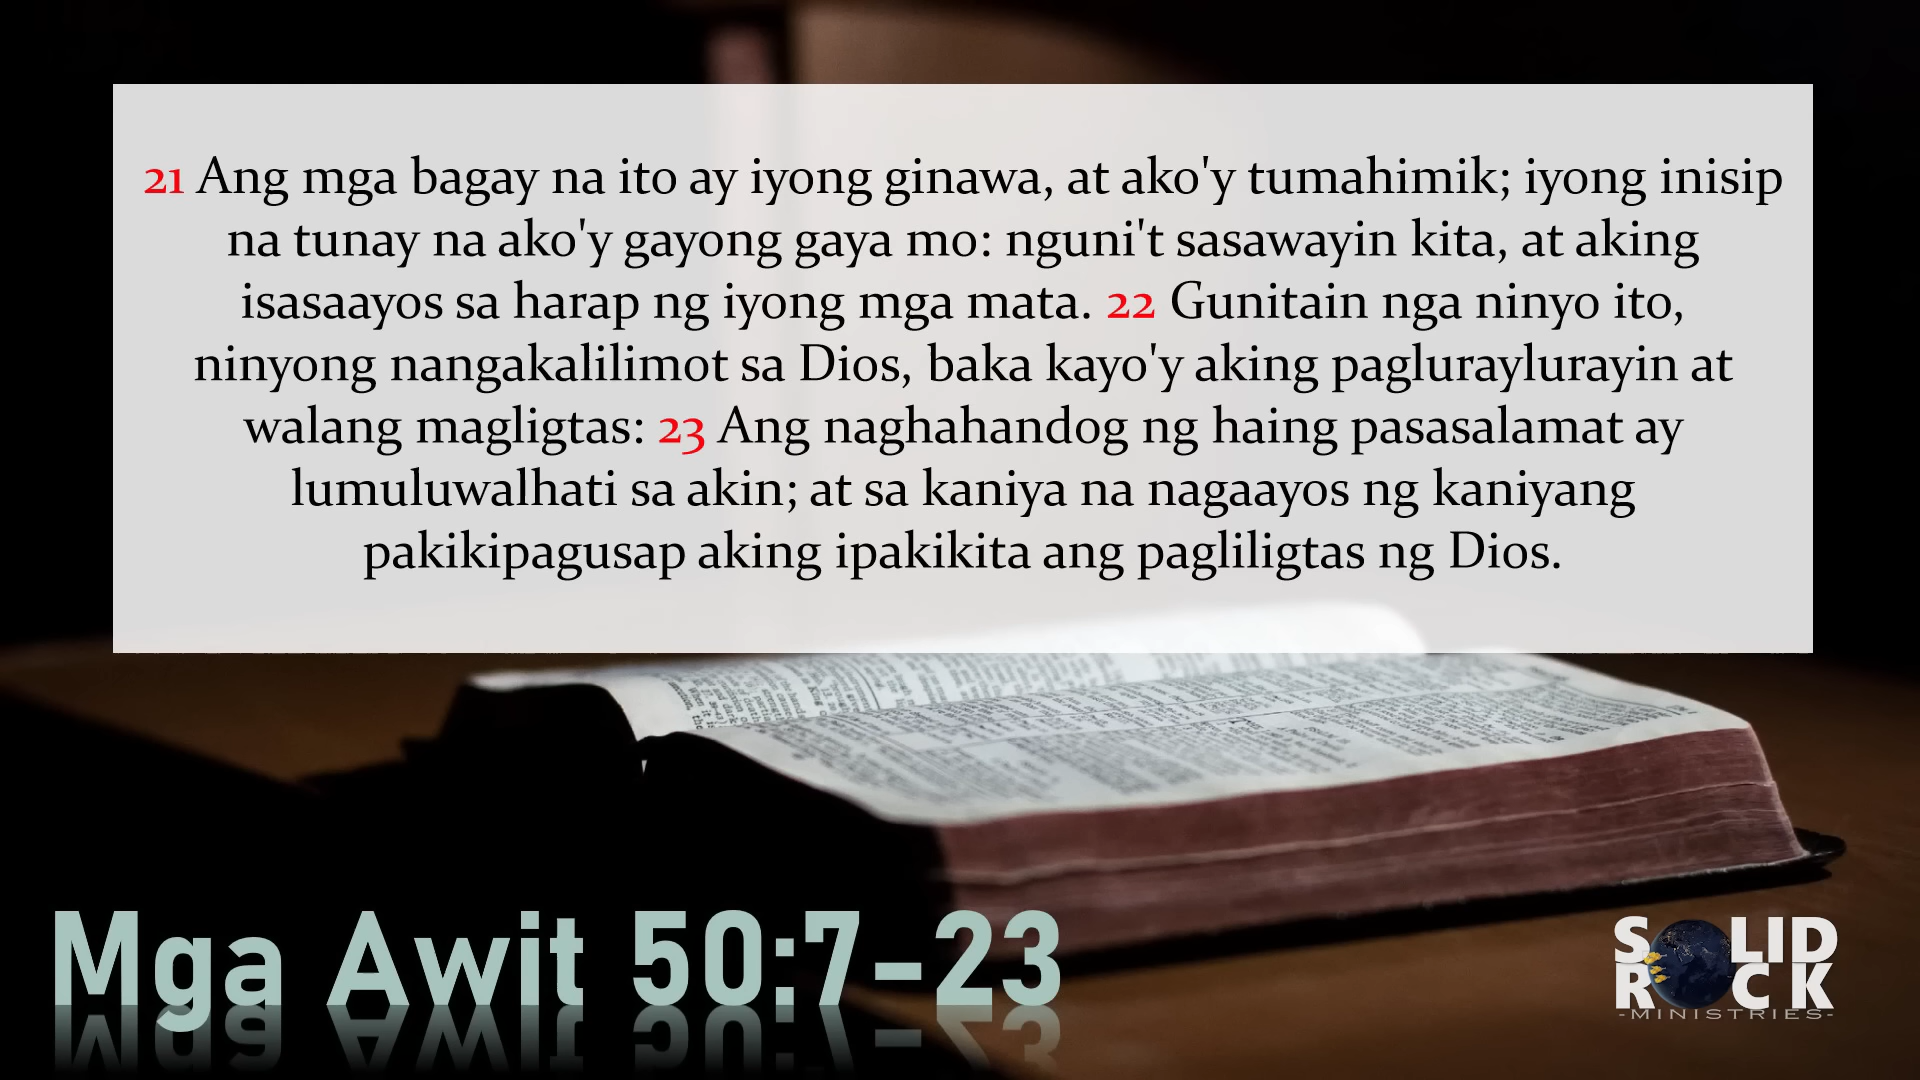 21 Ang mga bagay na ito ay iyong ginawa, at ako'y tumahimik; iyong inisip
na tunay na ako'y gayong gaya mo: nguni't sasawayin kita, at aking
isasaayos sa harap ng iyong mga mata. 22 Gunitain nga ninyo ito,
ninyong nangakalilimot sa Dios, baka kayo'y aking pagluraylurayin at
walang magligtas: 23 Ang naghahandog ng haing pasasalamat ay
lumuluwalhati sa akin; at sa kaniya na nagaayos ng kaniyang
pakikipagusap aking ipakikita ang pagliligtas ng Dios.
Mga Awit 50:7-23
SOLID
ROCK
-MINISTRIES-